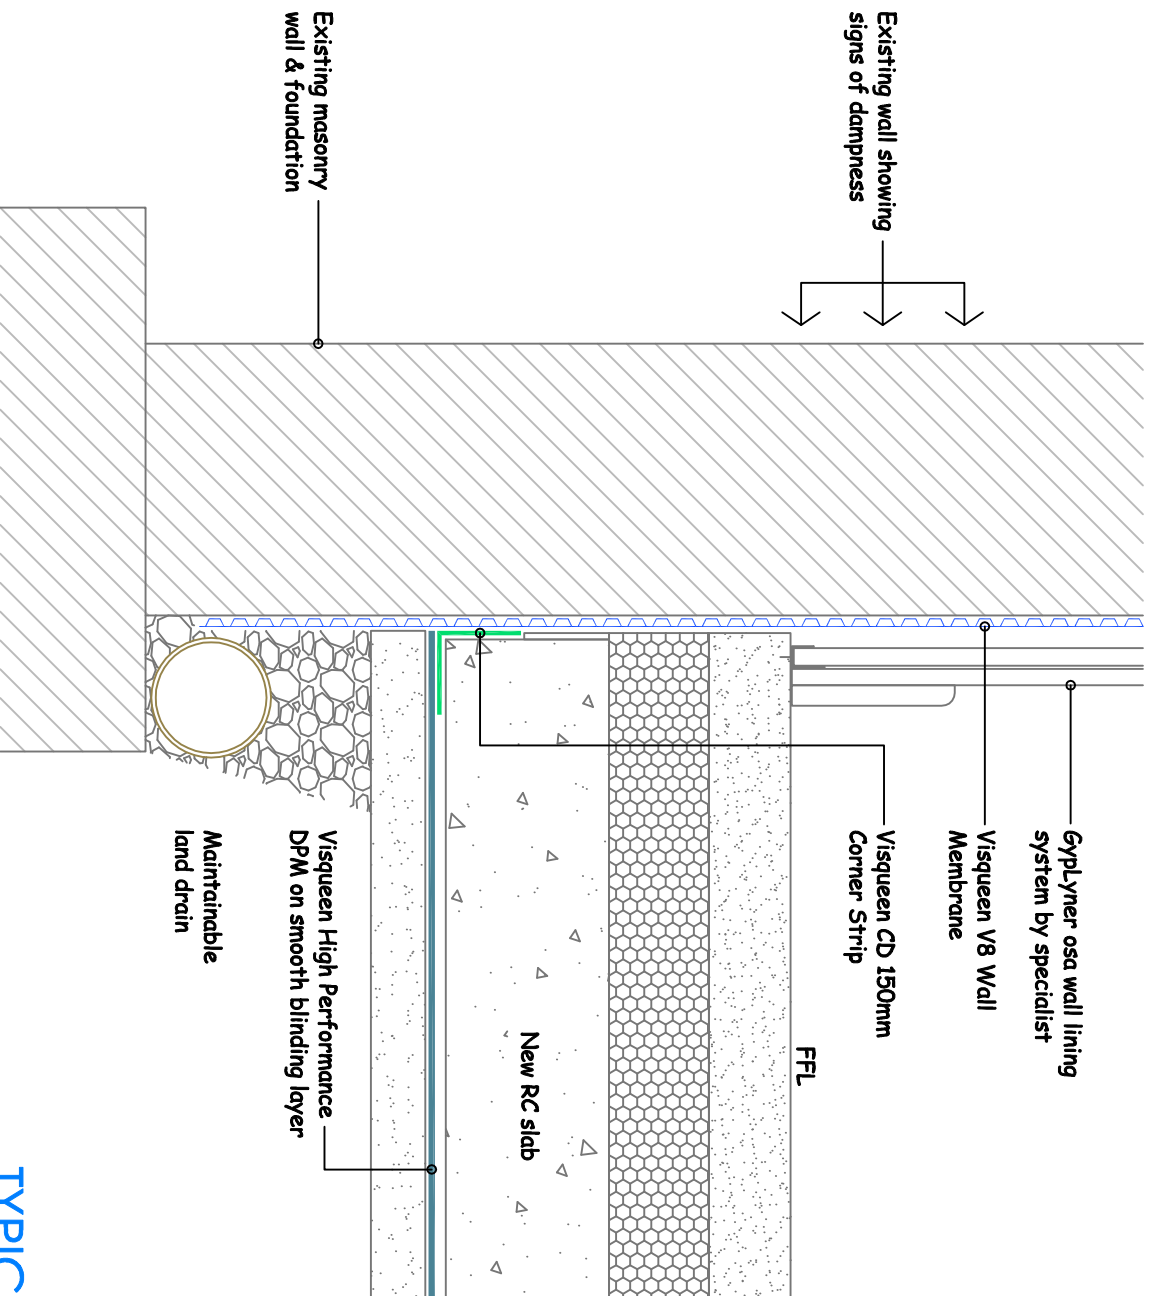 Existing wall showing
signs of dampness
Existing masonry
wall & foundation
GypLyner osa wall lining
system by specialist
Visqueen V8 Wall
Membrane
Visqueen CD 150mm
Corner Strip
FFL
New RC slab
Visqueen High Performance
DPM on smooth blinding layer
Maintainable
land drain
TYPIC